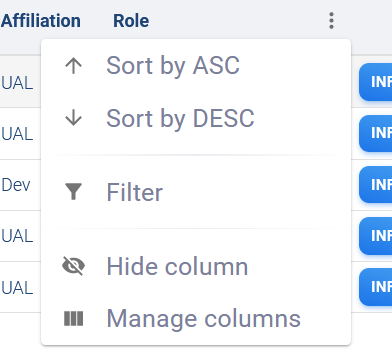 Affiliation Role
Sort by ASC
UAL
Sort by DESC
UAL
Dev
Filter
UAL
Hide column
UAL
Manage columns